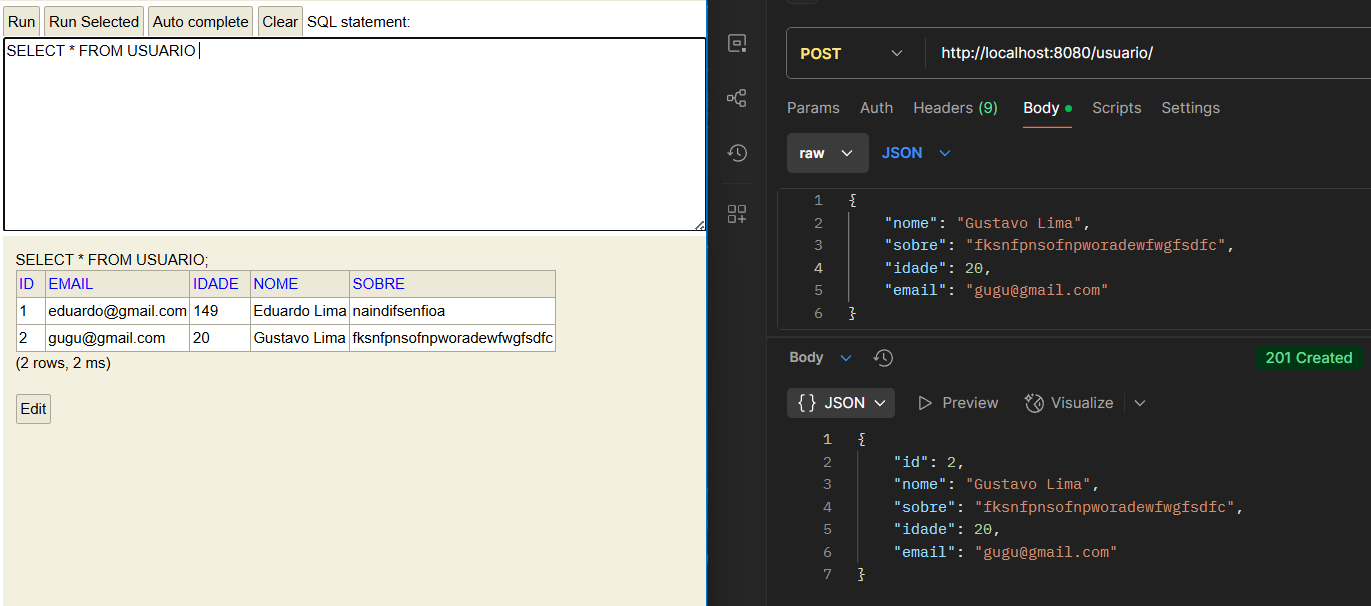 Run Run Selected Auto complete Clear SQL statement:
SELECT * FROM USUARIO
SELECT * FROM USUARIO;
ID EMAIL IDADE NOME SOBRE
1 eduardo@gmail.com 149 Eduardo Lima naindifsenfioa
2 gugu@gmail.com 20 Gustavo Lima fksnfpnsofnpworadewfwgfsdfc
(2 rows, 2 ms)
Edit
POST http://localhost:8080/usuario/
Params Auth Headers (9) Body Scripts Settings
raw JSON
1 {
2 "nome": "Gustavo Lima",
3 "sobre": "fksnfpnsofnpworadewfwgfsdfc",
4 "idade": 20,
5 "email": "gugu@gmail.com"
6 }
Body 201 Created
{} JSON Preview Visualize
1 {
2 "id": 2,
3 "nome": "Gustavo Lima",
4 "sobre": "fksnfpnsofnpworadewfwgfsdfc",
5 "idade": 20,
6 "email": "gugu@gmail.com"
7 }